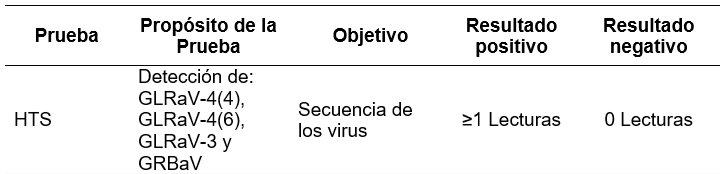 Prueba
Propósito de la
Prueba
Objetivo
Resultado
positivo
Resultado
negativo
HTS
Detección de:
GLRaV-4(4),
GLRaV-4(6),
GLRaV-3 y
GRBaV
Secuencia de
los virus
≥1 Lecturas
0 Lecturas